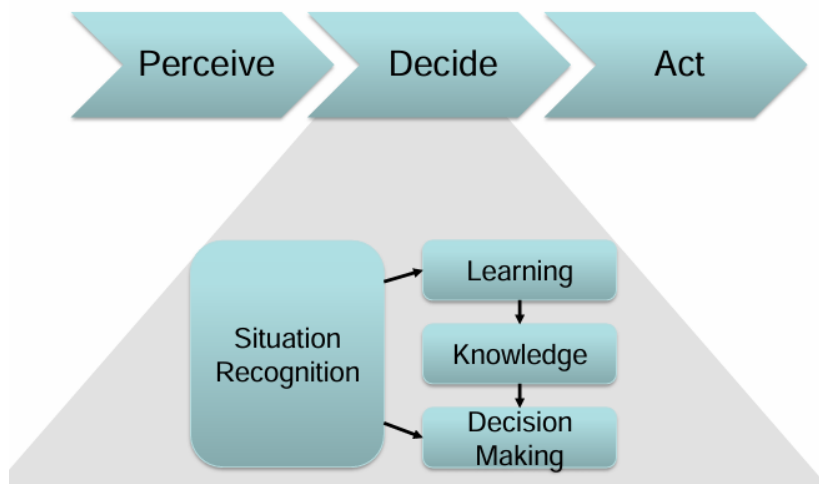 Perceive
Decide
Act
Situation
Recognition
Learning
Knowledge
Decision
Making